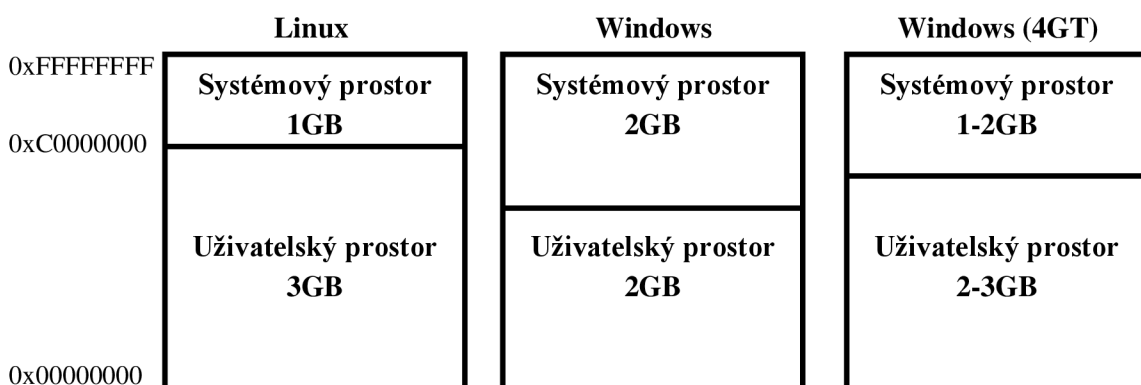 Linux
Windows
Windows (4GT)
0xFFFFFFFF
Systémový prostor
1GB
Systémový prostor
2GB
Systémový prostor
1-2GB
0xC0000000
Uživatelský prostor
3GB
Uživatelský prostor
2GB
Uživatelský prostor
2-3GB
0x00000000